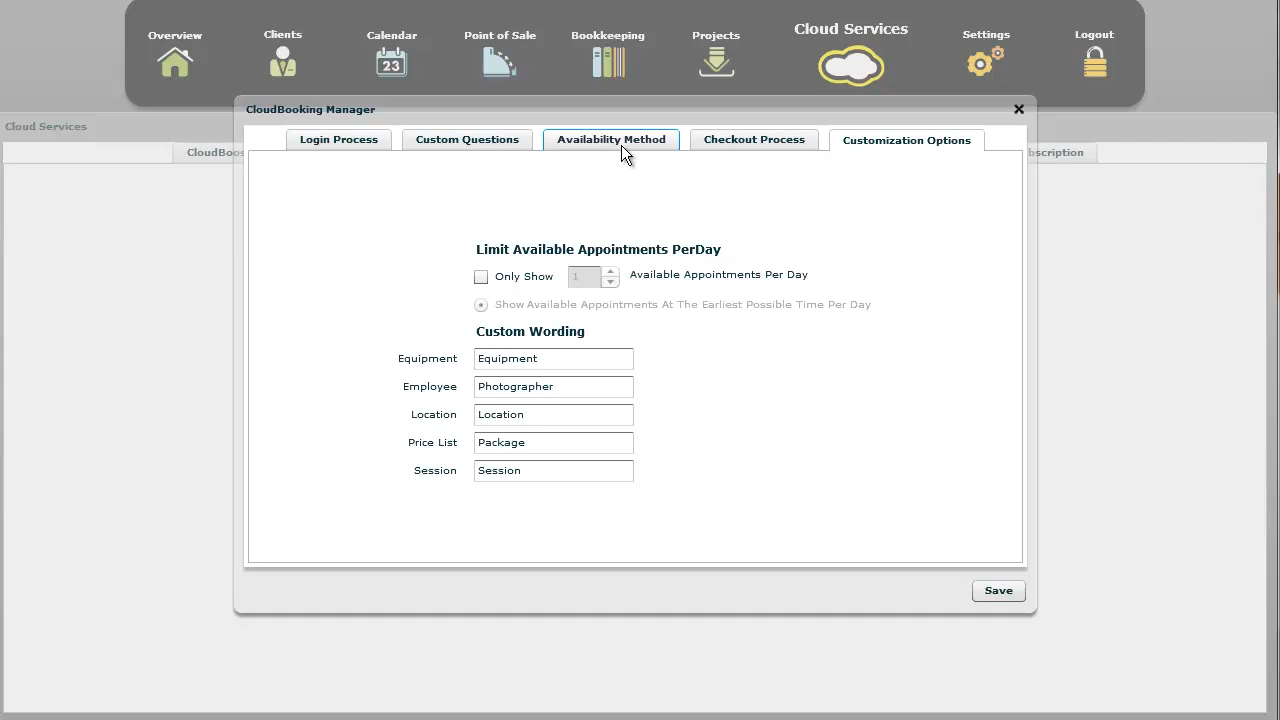 Overview
Clients
Calendar
Point of Sale
Bookkeeping
Projects
Cloud Services
Settings
Logout
23
CloudBooking Manager
Cloud Services
Login Process
Custom Questions
Availability Method
Checkout Process
Customization Options
Limit Available Appointments PerDay
Only Show
1
Available Appointments Per Day
Show Available Appointments At The Earliest Possible Time Per Day
Custom Wording
Equipment
Equipment
Employee
Photographer
Location
Location
Price List
Package
Session
Session
Save